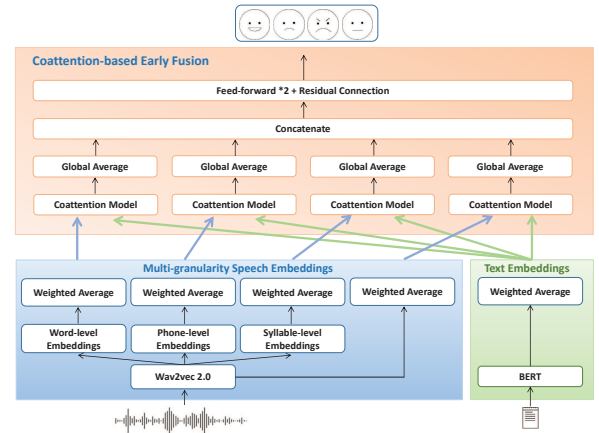 Coattention-based Early Fusion
Feed-forward *2 + Residual Connection
Concatenate
Global Average
Global Average
Global Average
Global Average
Coattention Model
Coattention Model
Coattention Model
Coattention Model
Multi-granularity Speech Embeddings
Text Embeddings
Weighted Average
Weighted Average
Weighted Average
Weighted Average
Weighted Average
Word-level
Embeddings
Phone-level
Embeddings
Syllable-level
Embeddings
Wav2vec 2.0
BERT